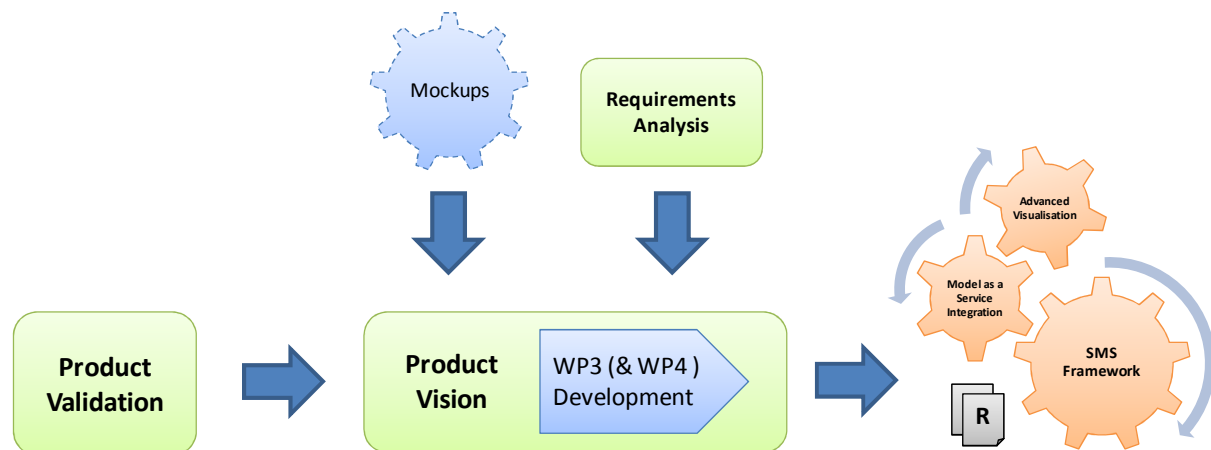 Mockups
Requirements
Analysis
Advanced
Visualisation
Model as a
Service
Integration
SMS
Framework
R
Product
Validation
Product
Vision
WP3 (& WP4 )
Development